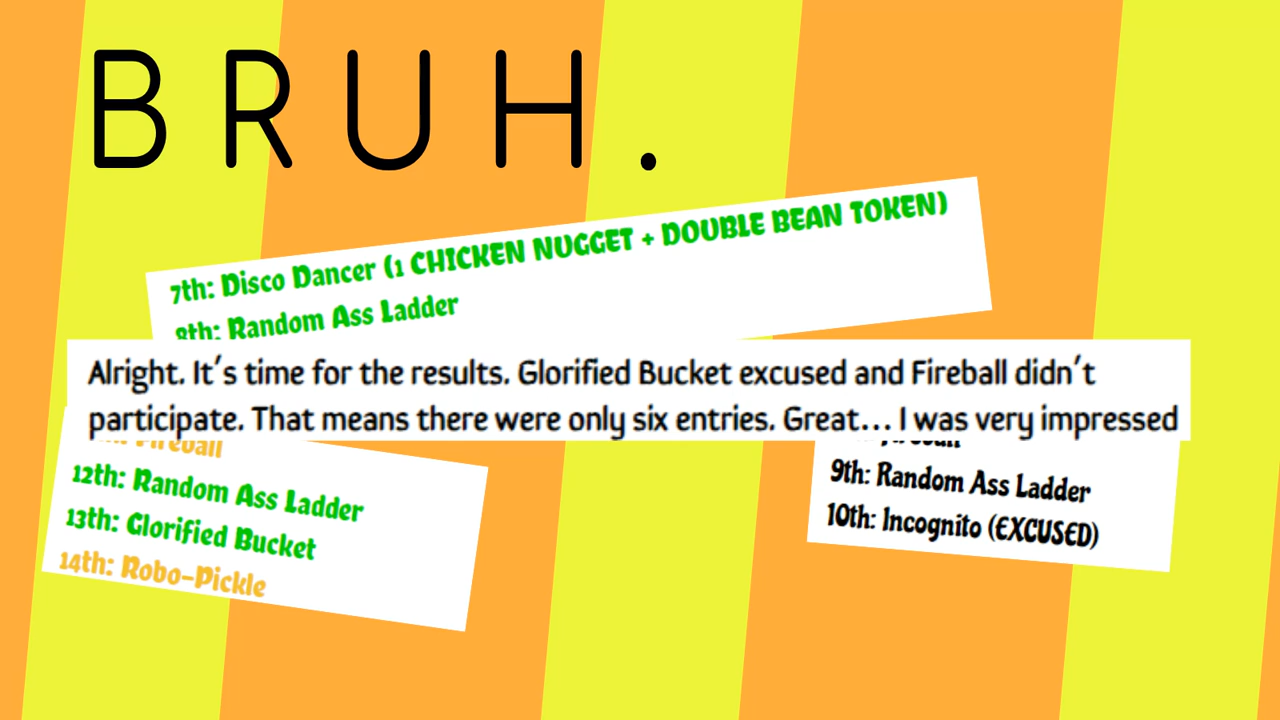 BRUH.
7th: Disco Dancer (1 CHICKEN NUGGET + DOUBLE BEAN TOKEN)
8th: Random Ass Ladder
Alright. It's time for the results. Glorified Bucket excused and Fireball didn't
participate. That means there were only six entries. Great... I was very impressed
Fireball
12th: Random Ass Ladder
13th: Glorified Bucket
14th: Robo-Pickle
9th: Random Ass Ladder
10th: Incognito (EXCUSED)